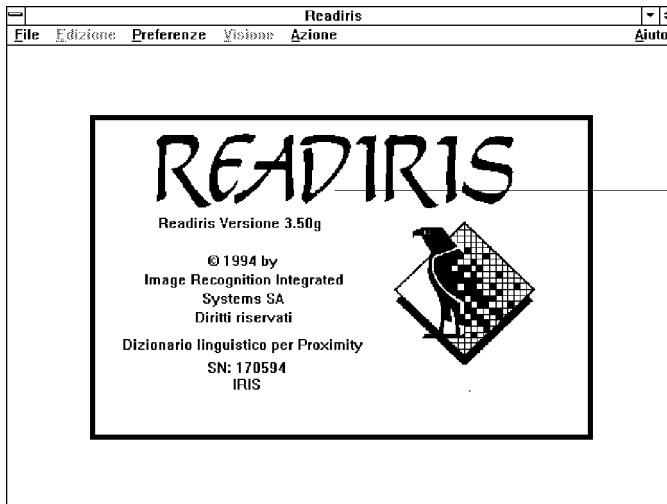 Readiris
File Edizione Preferenze Visione Azione Aiuto
READIRIS
Readiris Versione 3.50g
© 1994 by
Image Recognition Integrated
Systems SA
Diritti riservati
Dizionario linguistico per Proximity
SN: 170594
IRIS